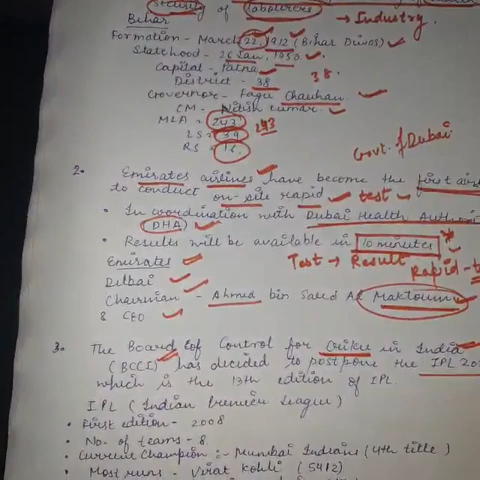 Security of labourers → Industry.
Bihar
Formation - March 22, 1912 (Bihar Diwas)
Statehood - 26 Jan, 1950.
Capital - Patna
District - 38 38.
Governor - Fagu Chauhan
CM - Nitish Kumar.
MLA = 243 243
LS = 39
RS = 16
Govt. of Dubai
2. Emirates airlines have become the first
to conduct on-site rapid test.
• In coordination with Dubai Health
(DHA)
• Results will be available in 10 minutes
Emirates Test → Result
Rapid -
Dubai
Chairman - Ahmed bin Saeed Al Maktoum
& CEO
3. The Board of Control for in India
(BCCI) has decided to postpone the IPL
which is the 13th edition of IPL.
IPL (Indian Premier League)
• First edition - 2008
• No. of teams - 8
• Current Champion :- Mumbai Indians (4th title)
• Most runs - Virat Kohli (5412)